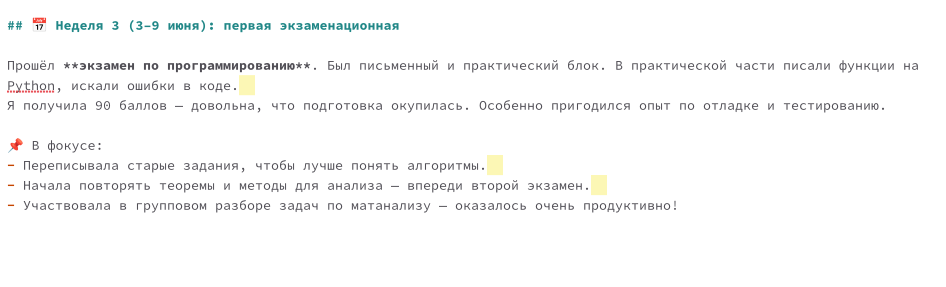 ## 📅 Неделя 3 (3–9 июня): первая экзаменационная
Прошёл **экзамен по программированию**. Был письменный и практический блок. В практической части писали функции на
Python, искали ошибки в коде.
Я получила 90 баллов — довольна, что подготовка окупилась. Особенно пригодился опыт по отладке и тестированию.
📌 В фокусе:
- Переписывала старые задания, чтобы лучше понять алгоритмы.
- Начала повторять теоремы и методы для анализа — впереди второй экзамен.
- Участвовала в групповом разборе задач по матанализу — оказалось очень продуктивно!